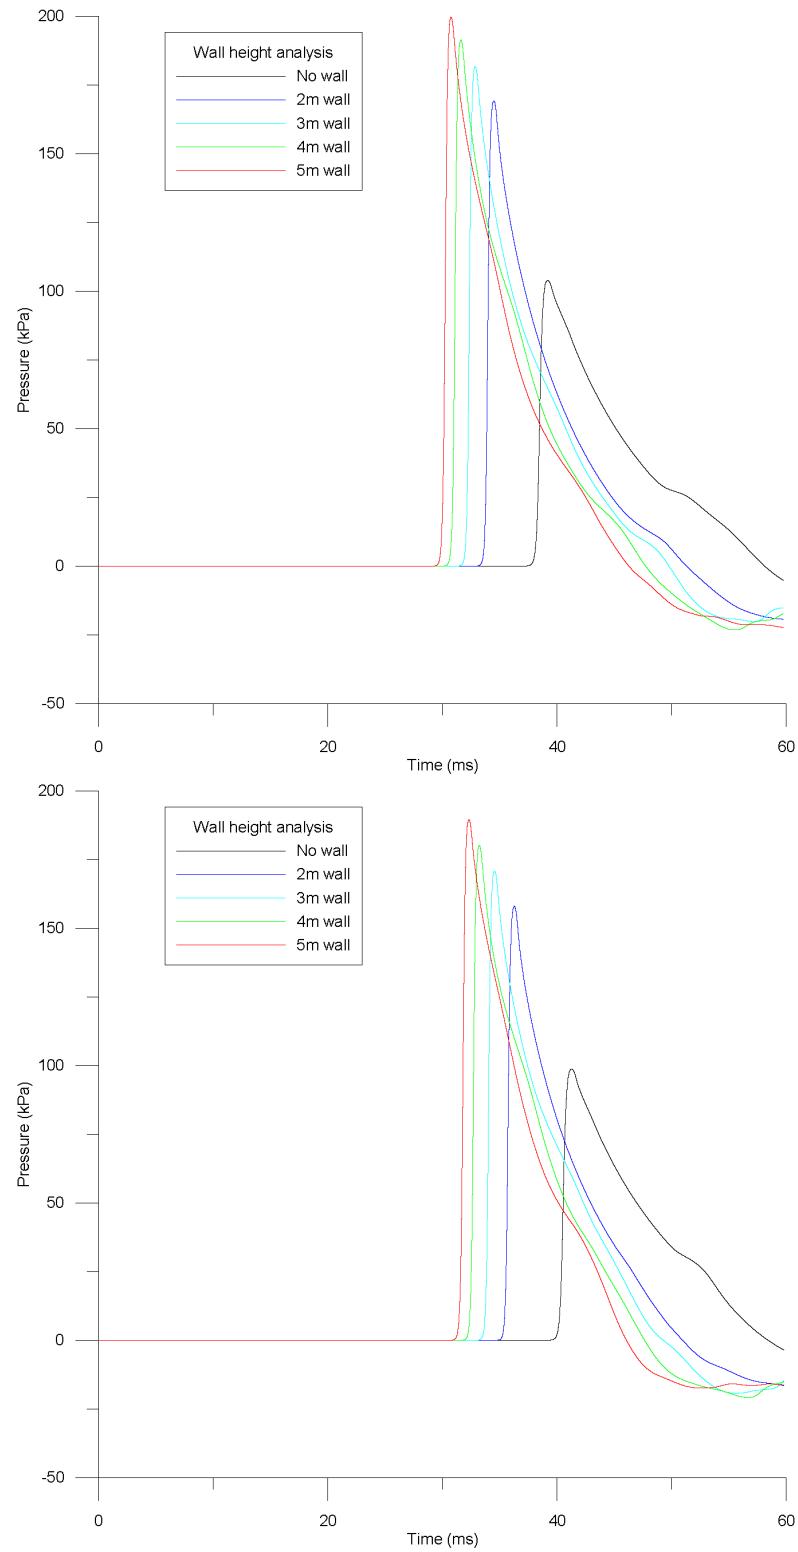 200
Wall height analysis
No wall
2m wall
3m wall
4m wall
5m wall
150
100
Pressure (kPa)
50
0
-50
0 20 40 60
Time (ms)
200
Wall height analysis
No wall
2m wall
3m wall
4m wall
5m wall
150
100
Pressure (kPa)
50
0
-50
0 20 40 60
Time (ms)